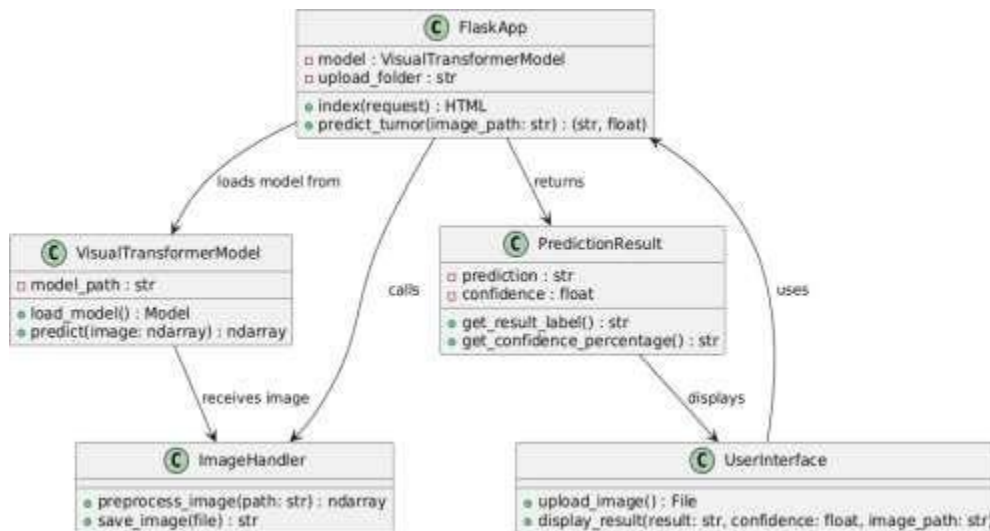 C FlaskApp
model : VisualTransformerModel
upload_folder : str
index(request) : HTML
predict_tumor(image_path: str) : (str, float)
loads model from
returns
calls
uses
C VisualTransformerModel
model_path : str
load_model() : Model
predict(image: ndarray) : ndarray
C PredictionResult
prediction : str
confidence : float
get_result_label() : str
get_confidence_percentage() : str
receives image
displays
C ImageHandler
preprocess_image(path: str) : ndarray
save_image(file) : str
C UserInterface
upload_image() : File
display_result(result: str, confidence: float, image_path: str